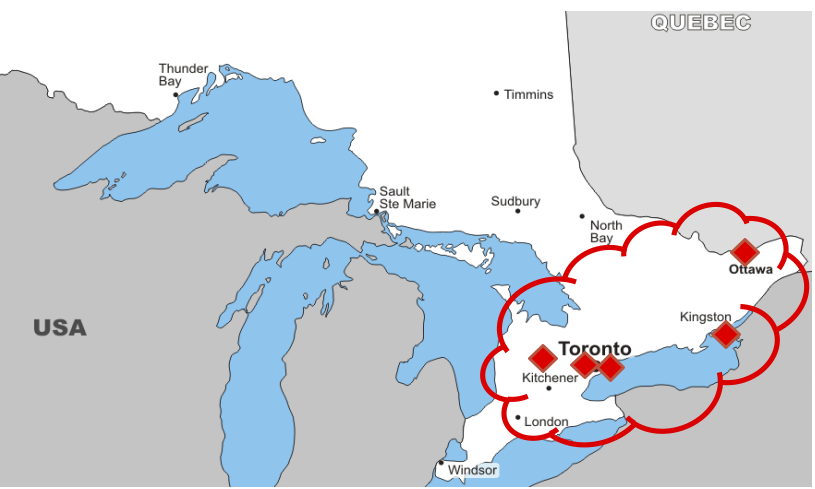 QUEBEC
Thunder
Bay
Timmins
Sault
Ste Marie
Sudbury
North
Bay
Ottawa
Kingston
USA
Toronto
Kitchener
London
Windsor